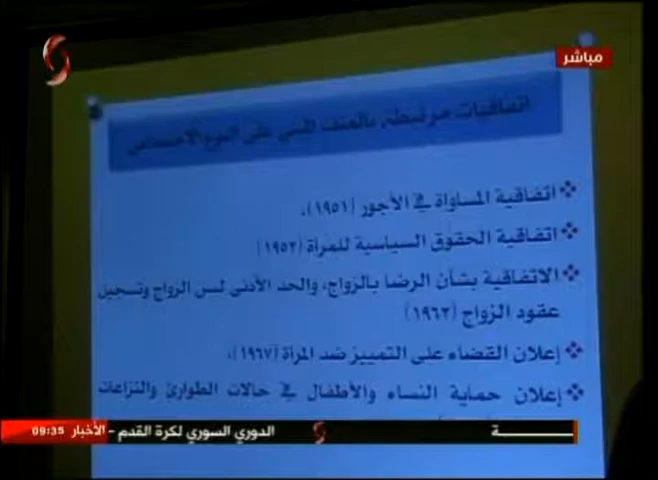 مباشر
اتفاقيات مرتبطة بالعنف المبني على النوع الاجتماعي
❖ اتفاقية المساواة في الأجور (١٩٥١).
❖ اتفاقية الحقوق السياسية للمرأة (١٩٥٢)
❖ الاتفاقية بشأن الرضا بالزواج، والحد الأدنى لسن الزواج وتسجيل
عقود الزواج (١٩٦٢)
❖ إعلان القضاء على التمييز ضد المرأة (١٩٦٧).
❖ إعلان حماية النساء والأطفال في حالات الطوارئ والنزاعات
الأخبار 09:35
الدوري السوري لكرة القدم -